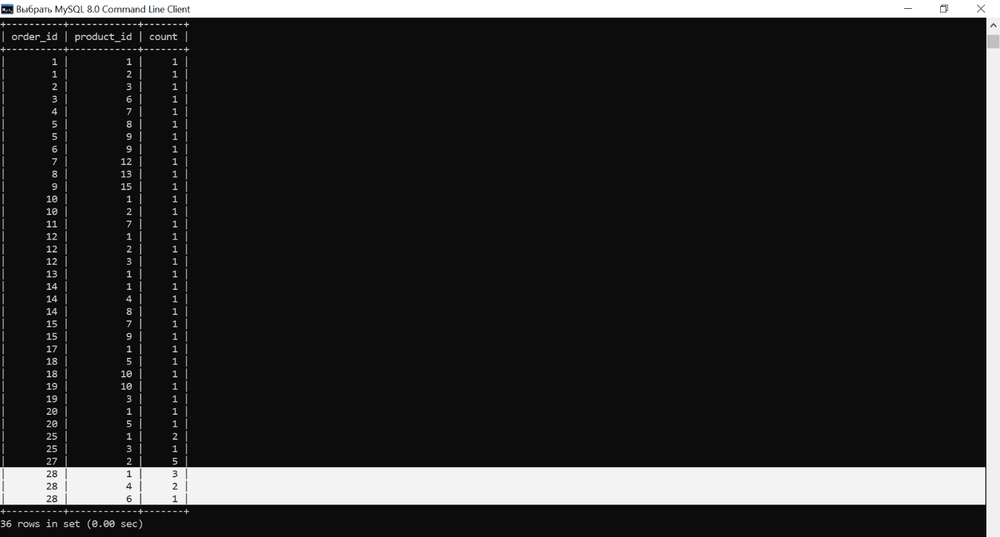 Выбрать MySQL 8.0 Command Line Client
+----------+------------+-------+
| order_id | product_id | count |
+----------+------------+-------+
|        1 |          1 |     1 |
|        1 |          2 |     1 |
|        2 |          3 |     1 |
|        3 |          6 |     1 |
|        4 |          7 |     1 |
|        5 |          8 |     1 |
|        5 |          9 |     1 |
|        6 |          9 |     1 |
|        7 |         12 |     1 |
|        8 |         13 |     1 |
|        9 |         15 |     1 |
|       10 |          1 |     1 |
|       10 |          2 |     1 |
|       11 |          7 |     1 |
|       12 |          1 |     1 |
|       12 |          2 |     1 |
|       12 |          3 |     1 |
|       13 |          1 |     1 |
|       14 |          1 |     1 |
|       14 |          4 |     1 |
|       14 |          8 |     1 |
|       15 |          7 |     1 |
|       15 |          9 |     1 |
|       17 |          1 |     1 |
|       18 |          5 |     1 |
|       18 |         10 |     1 |
|       19 |         10 |     1 |
|       19 |          3 |     1 |
|       20 |          1 |     1 |
|       20 |          5 |     1 |
|       25 |          1 |     2 |
|       25 |          3 |     1 |
|       27 |          2 |     5 |
|       28 |          1 |     3 |
|       28 |          4 |     2 |
|       28 |          6 |     1 |
+----------+------------+-------+
36 rows in set (0.00 sec)